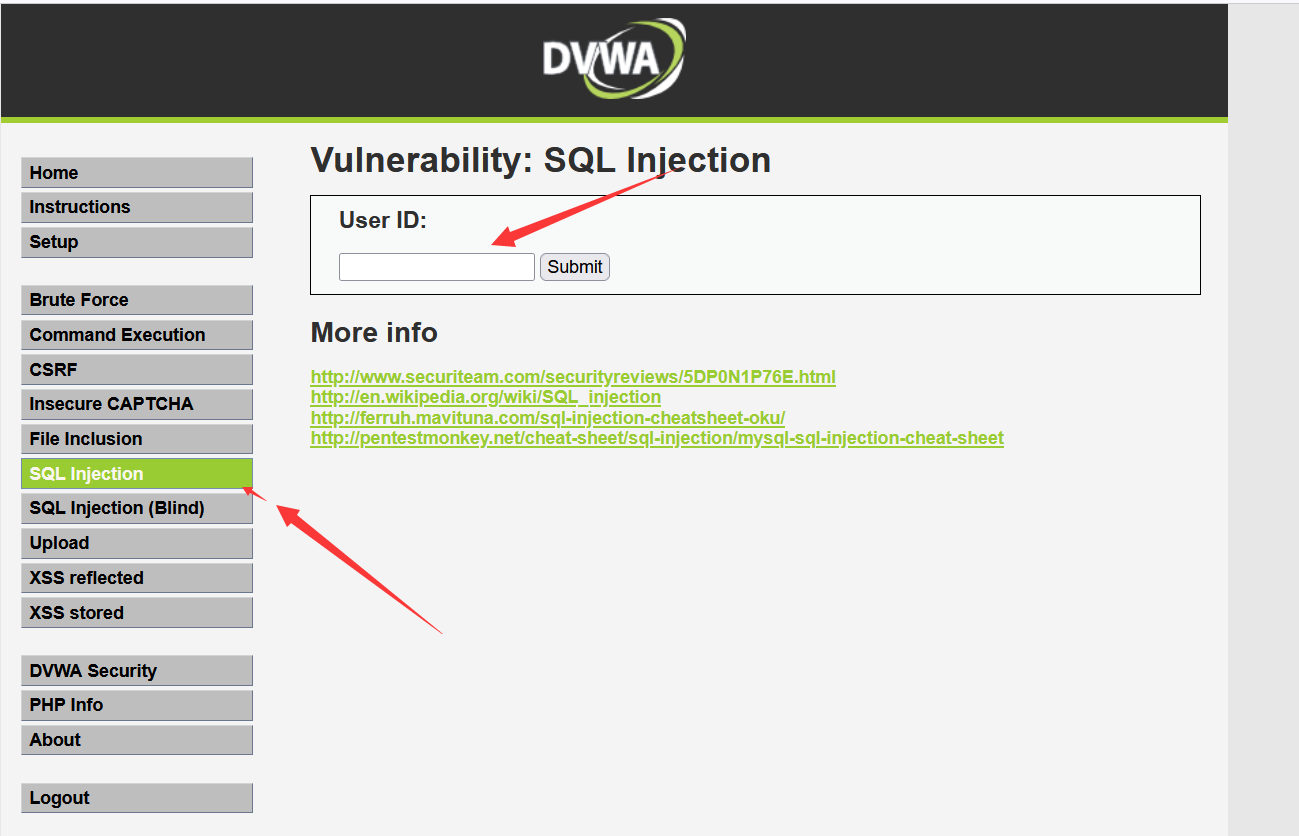 DVWA
Home
Instructions
Setup
Brute Force
Command Execution
CSRF
Insecure CAPTCHA
File Inclusion
SQL Injection
SQL Injection (Blind)
Upload
XSS reflected
XSS stored
DVWA Security
PHP Info
About
Logout
Vulnerability: SQL Injection
User ID:
Submit
More info
http://www.securiteam.com/securityreviews/5DP0N1P76E.html
http://en.wikipedia.org/wiki/SQL_injection
http://ferruh.mavituna.com/sql-injection-cheatsheet-oku/
http://pentestmonkey.net/cheat-sheet/sql-injection/mysql-sql-injection-cheat-sheet